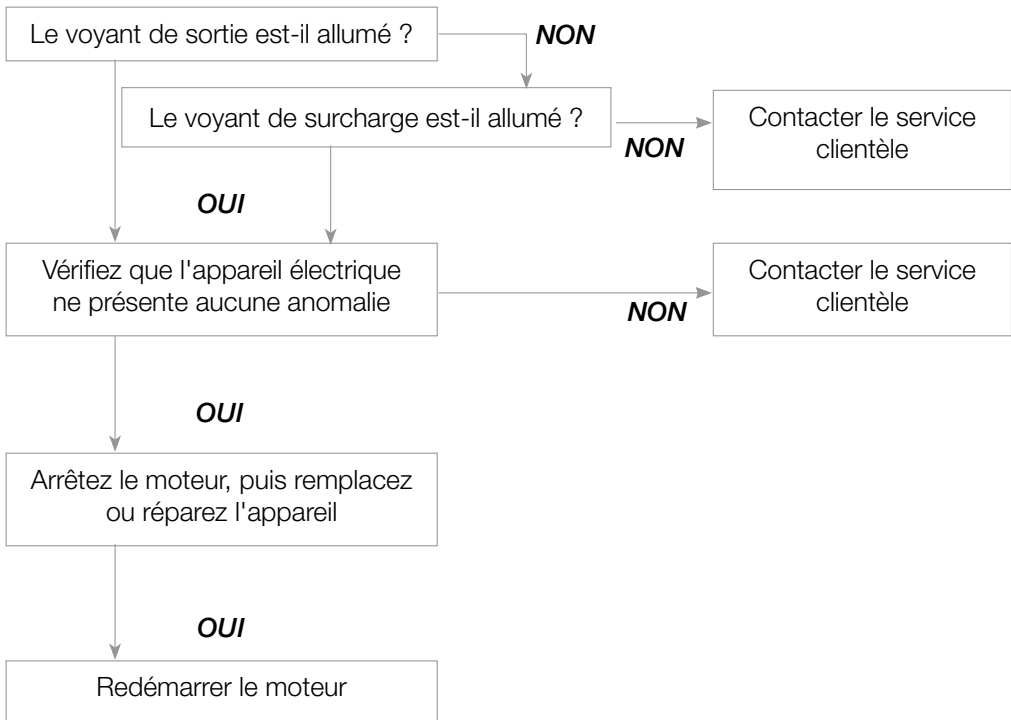 Le voyant de sortie est-il allumé ?
NON
Le voyant de surcharge est-il allumé ?
NON
Contacter le service
clientèle
OUI
Vérifiez que l'appareil électrique
ne présente aucune anomalie
NON
Contacter le service
clientèle
OUI
Arrêtez le moteur, puis remplacez
ou réparez l'appareil
OUI
Redémarrer le moteur